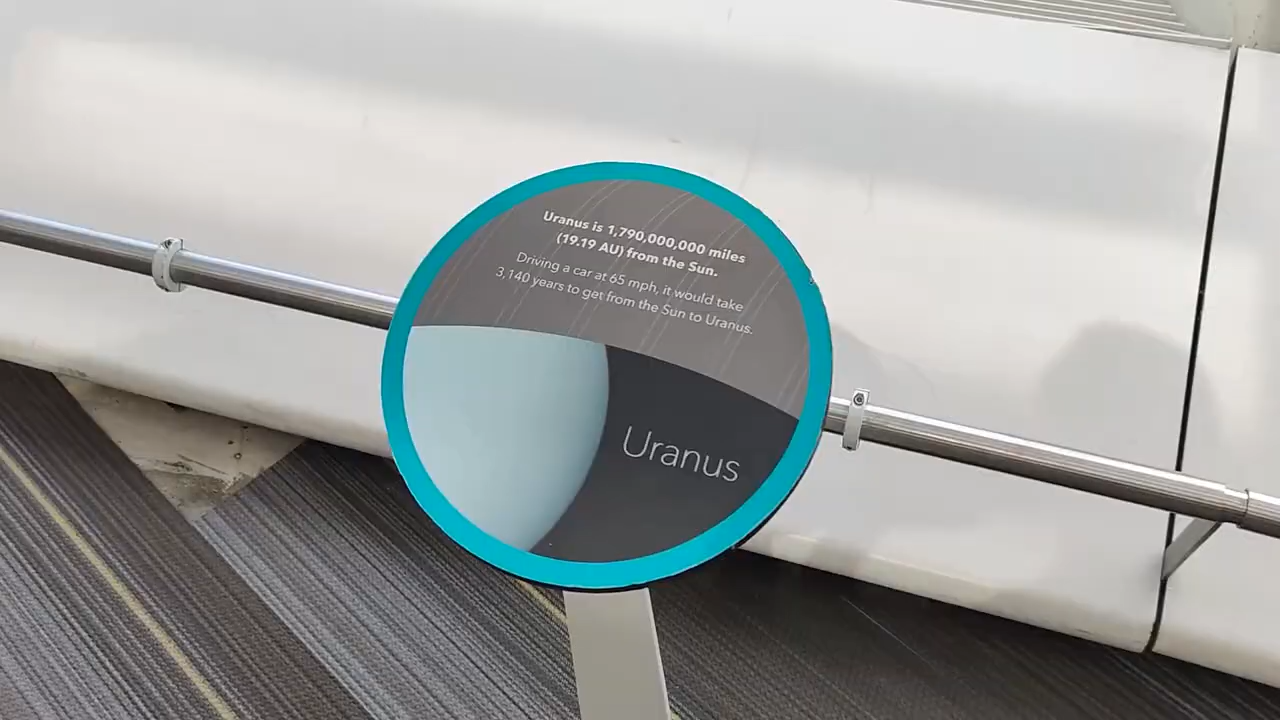 Uranus is 1,790,000,000 miles
(19.19 AU) from the Sun.
Driving a car at 65 mph, it would take
3,140 years to get from the Sun to Uranus.
Uranus